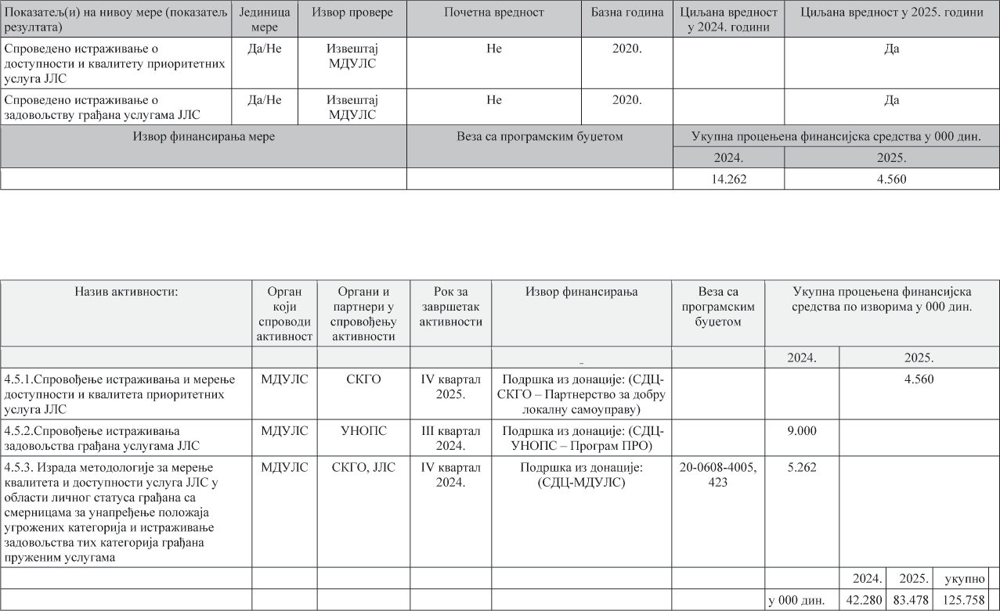 Показатељ(и) на нивоу мере (показатељ резултата)
Јединица мере
Извор провере
Почетна вредност
Базна година
Циљана вредност у 2024. години
Циљана вредност у 2025. години
Спроведено истраживање о
доступности и квалитету приоритетних
услуга ЈЛС
Да/Не
Извештај
МДУЛС
Не
2020.
Да
Спроведено истраживање о
задовољству грађана услугама ЈЛС
Да/Не
Извештај
МДУЛС
Не
2020.
Да
Извор финансирања мере
Веза са програмским буџетом
Укупна процењена финансијска средства у 000 дин.
2024.
2025.
14.262
4.560
Назив активности:
Орган
који
спроводи
активност
Органи и
партнери у
спровођењу
активности
Рок за
завршетак
активности
Извор финансирања
Веза са
програмским
буџетом
Укупна процењена финансијска
средства по изворима у 000 дин.
–
2024.
2025.
4.5.1.Спровођење истраживања и мерење
доступности и квалитета приоритетних
услуга ЈЛС
МДУЛС
СКГО
IV квартал
2025.
Подршка из донације: (СДЦ-
СКГО – Партнерство за добру
локалну самоуправу)
4.560
4.5.2.Спровођење истраживања
задовољства грађана услугама ЈЛС
МДУЛС
УНОПС
III квартал
2024.
Подршка из донације: (СДЦ-
УНОПС – Програм ПРО)
9.000
4.5.3. Израда методологије за мерење
квалитета и доступности услуга ЈЛС у
области личног статуса грађана са
смерницама за унапређење положаја
угрожених категорија и истраживање
задовољства тих категорија грађана
пруженим услугама
МДУЛС
СКГО, ЈЛС
IV квартал
2024.
Подршка из донације:
(СДЦ-МДУЛС)
20-0608-4005,
423
5.262
2024.
2025.
укупно
у 000 дин.
42.280
83.478
125.758